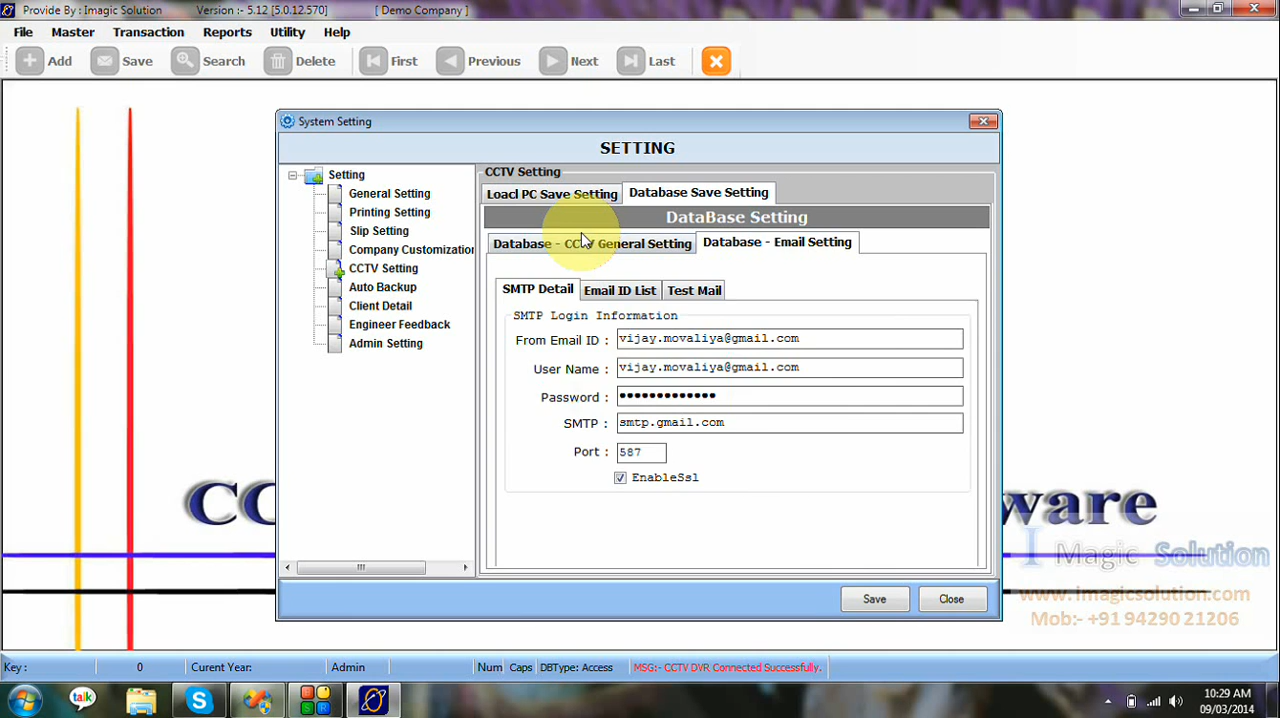 Provide By : Imagic Solution Version :- 5.12 [5.0.12.570] [ Demo Company ]
File Master Transaction Reports Utility Help
Add Save Search Delete First Previous Next Last
System Setting
SETTING
Setting
General Setting
Printing Setting
Slip Setting
Company Customization
CCTV Setting
Auto Backup
Client Detail
Engineer Feedback
Admin Setting
CCTV Setting
Loacl PC Save Setting Database Save Setting
DataBase Setting
Database - CCTV General Setting Database - Email Setting
SMTP Detail Email ID List Test Mail
SMTP Login Information
From Email ID : vijay.movaliya@gmail.com
User Name : vijay.movaliya@gmail.com
Password : •••••••••••••
SMTP : smtp.gmail.com
Port : 587
EnableSsl
Save Close
I Magic Solution
www.imagicsolution.com
Mob:- +91 94290 21206
Key : 0 Curent Year: Admin Num Caps DBType: Access MSG:- CCTV DVR Connected Successfully.
talk
10:29 AM
09/03/2014